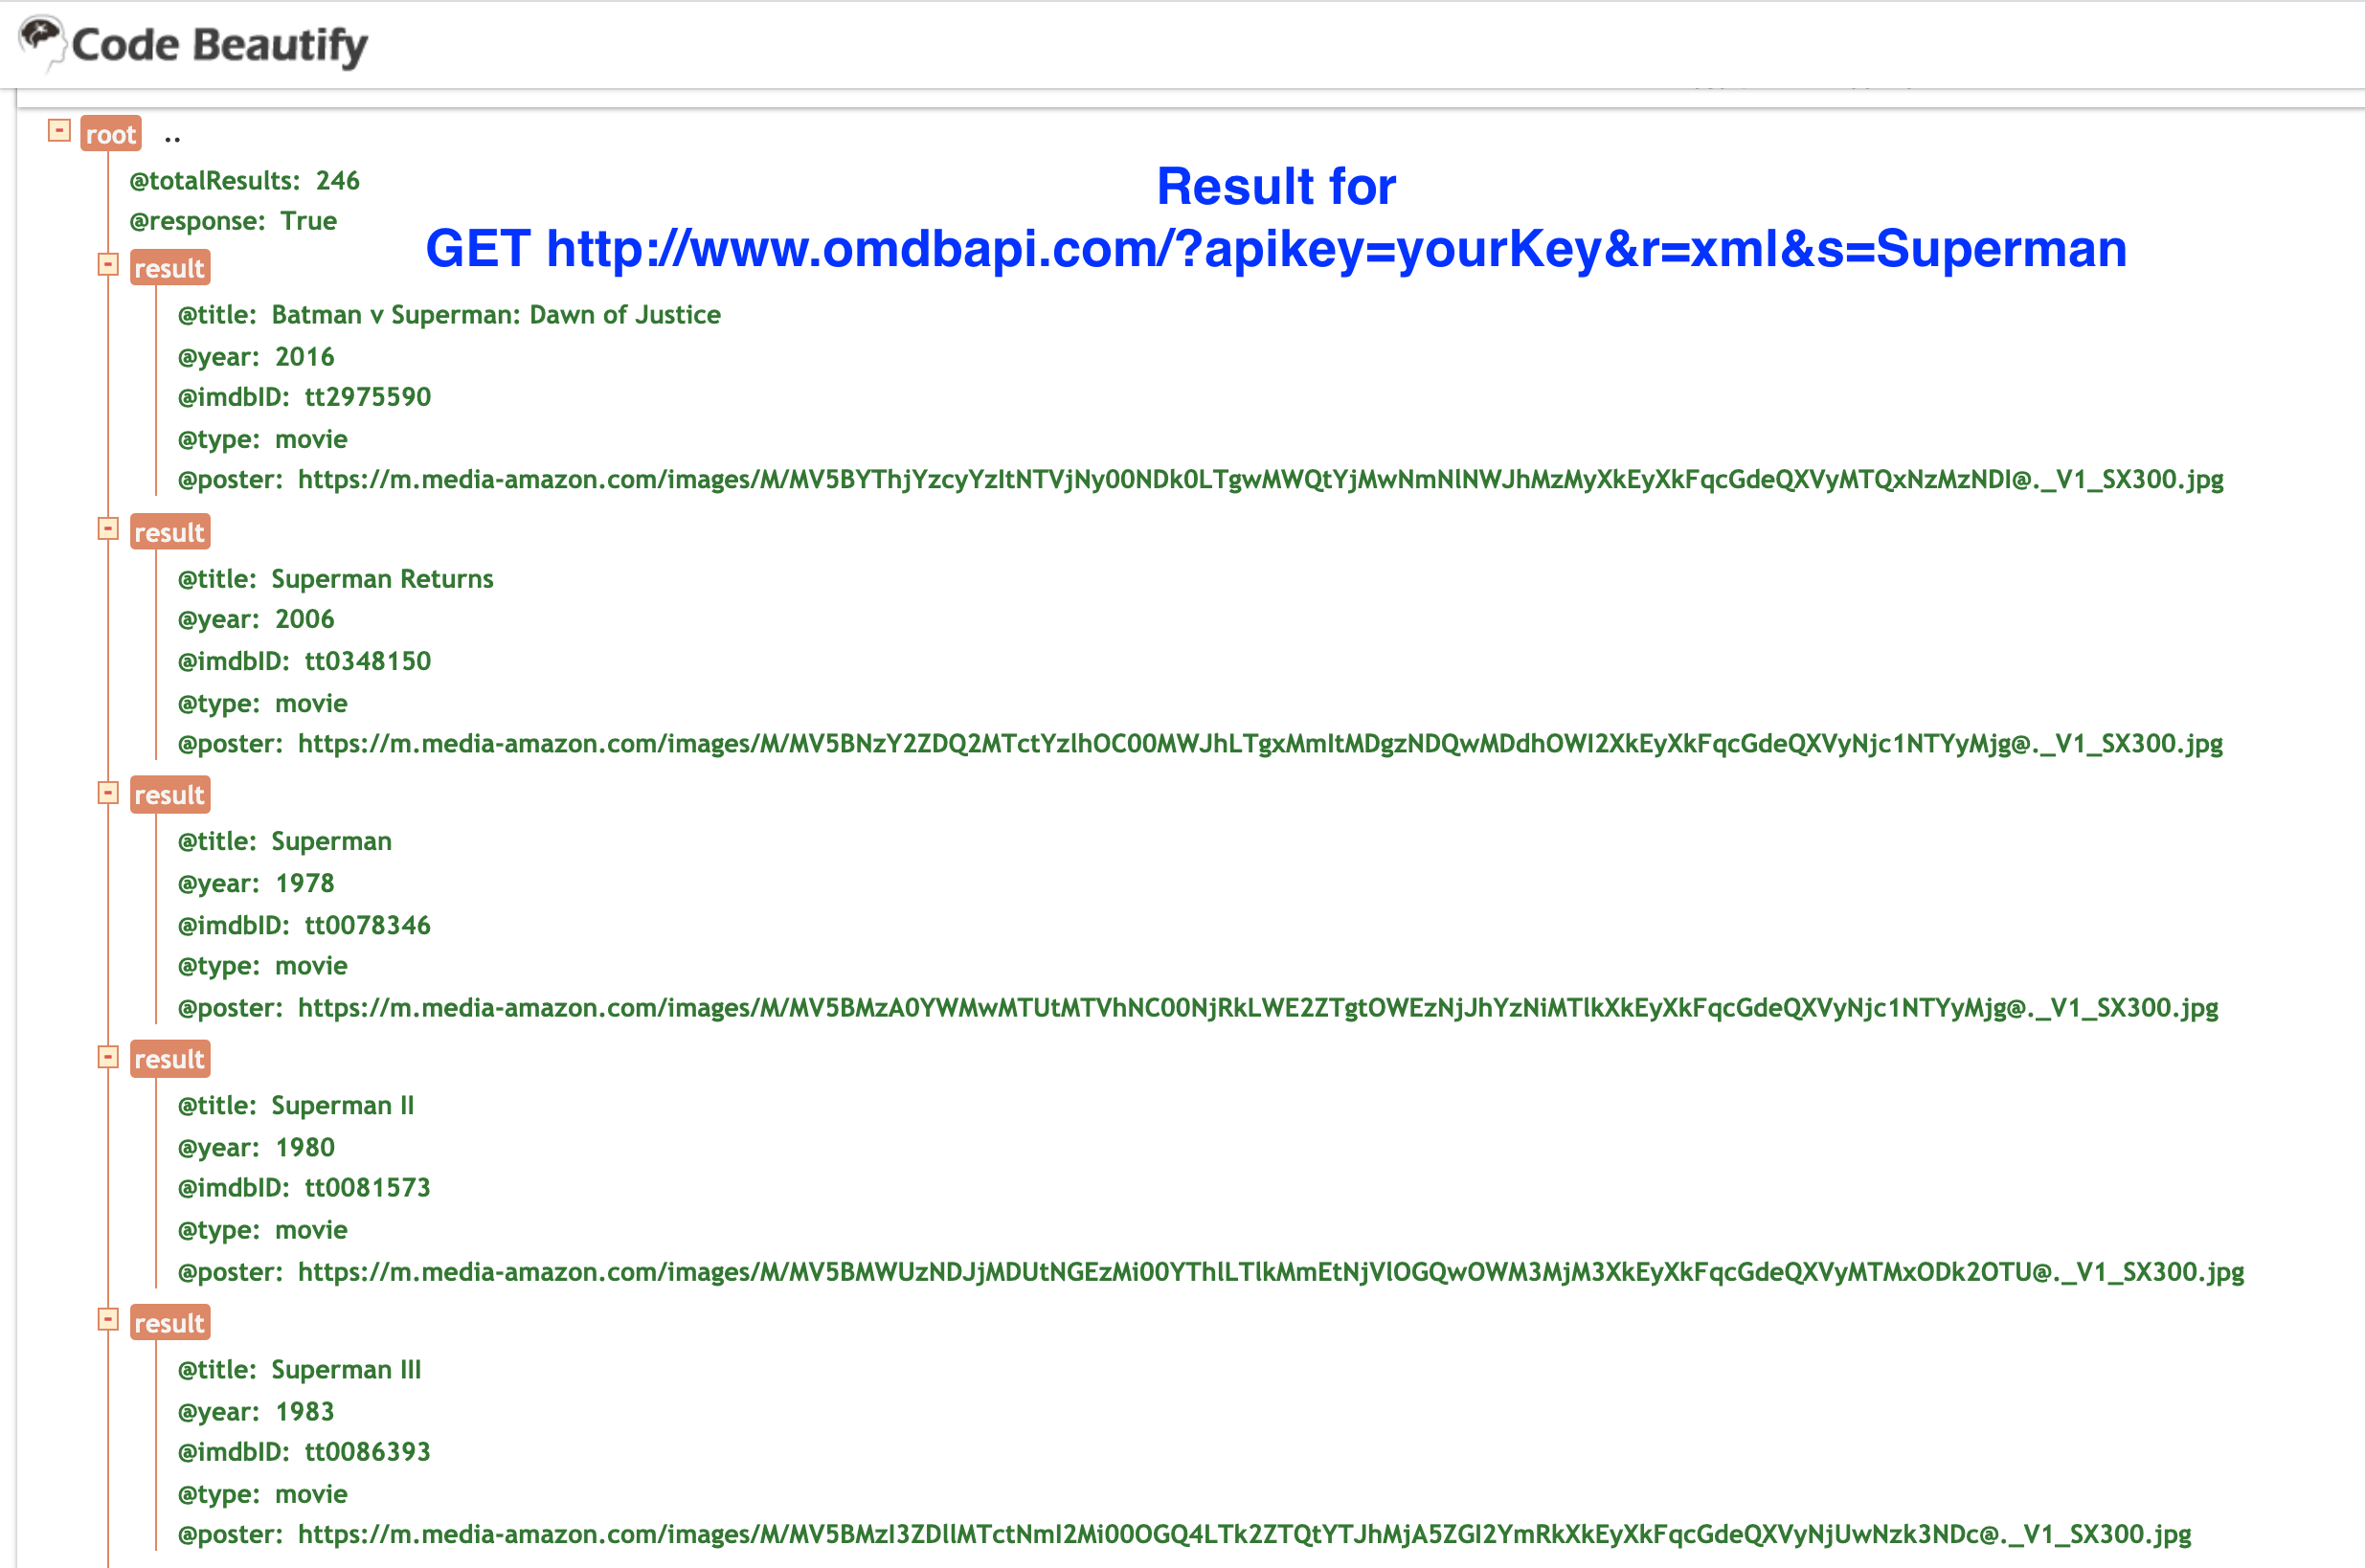 Code Beautify
root ..
@totalResults: 246
Result for
@response: True
GET http://www.omdbapi.com/?apikey=yourKey&r=xml&s=Superman
result
@title: Batman v Superman: Dawn of Justice
@year: 2016
@imdbID: tt2975590
@type: movie
@poster: https://m.media-amazon.com/images/M/MV5BYThjYzcyYzItNTVjNy00NDk0LTgwMWQtYjMwNmNlNWJhMzMyXkEyXkFqcGdeQXVyMTQxNzMzNDI@._V1_SX300.jpg
result
@title: Superman Returns
@year: 2006
@imdbID: tt0348150
@type: movie
@poster: https://m.media-amazon.com/images/M/MV5BNzY2ZDQ2MTctYzlhOC00MWJhLTgxMmItMDgzNDQwMDdhOWI2XkEyXkFqcGdeQXVyNjc1NTYyMjg@._V1_SX300.jpg
result
@title: Superman
@year: 1978
@imdbID: tt0078346
@type: movie
@poster: https://m.media-amazon.com/images/M/MV5BMzA0YWMwMTUtMTVhNC00NjRkLWE2ZTgtOWEzNjJhYzNiMTlkXkEyXkFqcGdeQXVyNjc1NTYyMjg@._V1_SX300.jpg
result
@title: Superman II
@year: 1980
@imdbID: tt0081573
@type: movie
@poster: https://m.media-amazon.com/images/M/MV5BMWUzNDJjMDUtNGEzMi00YThlLTlkMmEtNjVlOGQwOWM3MjM3XkEyXkFqcGdeQXVyMTMxODk2OTU@._V1_SX300.jpg
result
@title: Superman III
@year: 1983
@imdbID: tt0086393
@type: movie
@poster: https://m.media-amazon.com/images/M/MV5BMzI3ZDllMTctNmI2Mi00OGQ4LTk2ZTQtYTJhMjA5ZGI2YmRkXkEyXkFqcGdeQXVyNjUwNzk3NDc@._V1_SX300.jpg